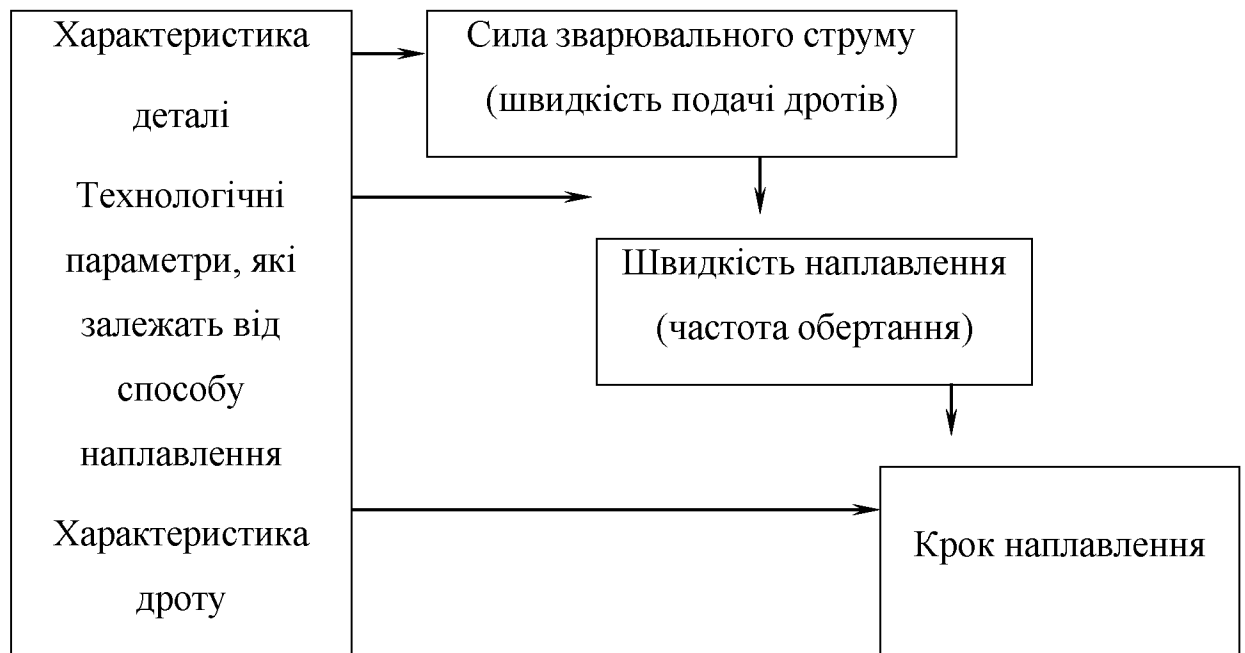 Характеристика
деталі
Технологічні
параметри, які
залежать від
способу
наплавлення
Характеристика
дроту
Сила зварювального струму
(швидкість подачі дротів)
Швидкість наплавлення
(частота обертання)
Крок наплавлення